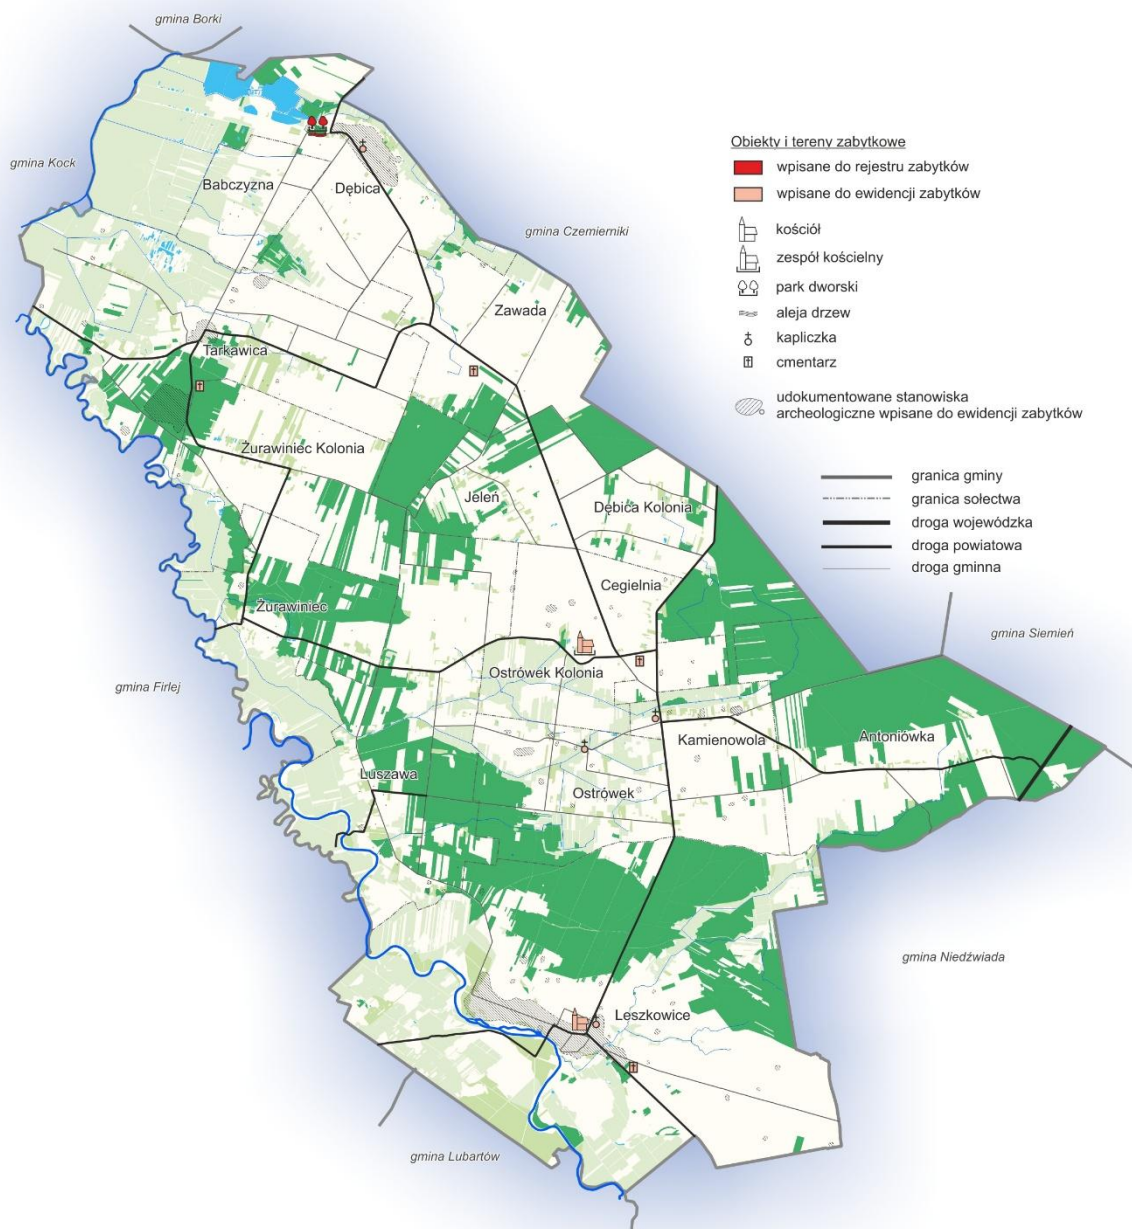 gmina Borki
gmina Kock
Babczyzna
Dębica
gmina Czemierniki
Zawada
Tarkawica
Żurawiniec Kolonia
Jeleń
Dębica Kolonia
Cegielnia
Żurawiniec
gmina Siemień
Ostrówek Kolonia
gmina Firlej
Kamienowola
Antoniówka
Luszawa
Ostrówek
gmina Niedźwiada
Leszkowice
gmina Lubartów
Obiekty i tereny zabytkowe
wpisane do rejestru zabytków
wpisane do ewidencji zabytków
kościół
zespół kościelny
park dworski
aleja drzew
kapliczka
cmentarz
udokumentowane stanowiska
archeologiczne wpisane do ewidencji zabytków
granica gminy
granica sołectwa
droga wojewódzka
droga powiatowa
droga gminna